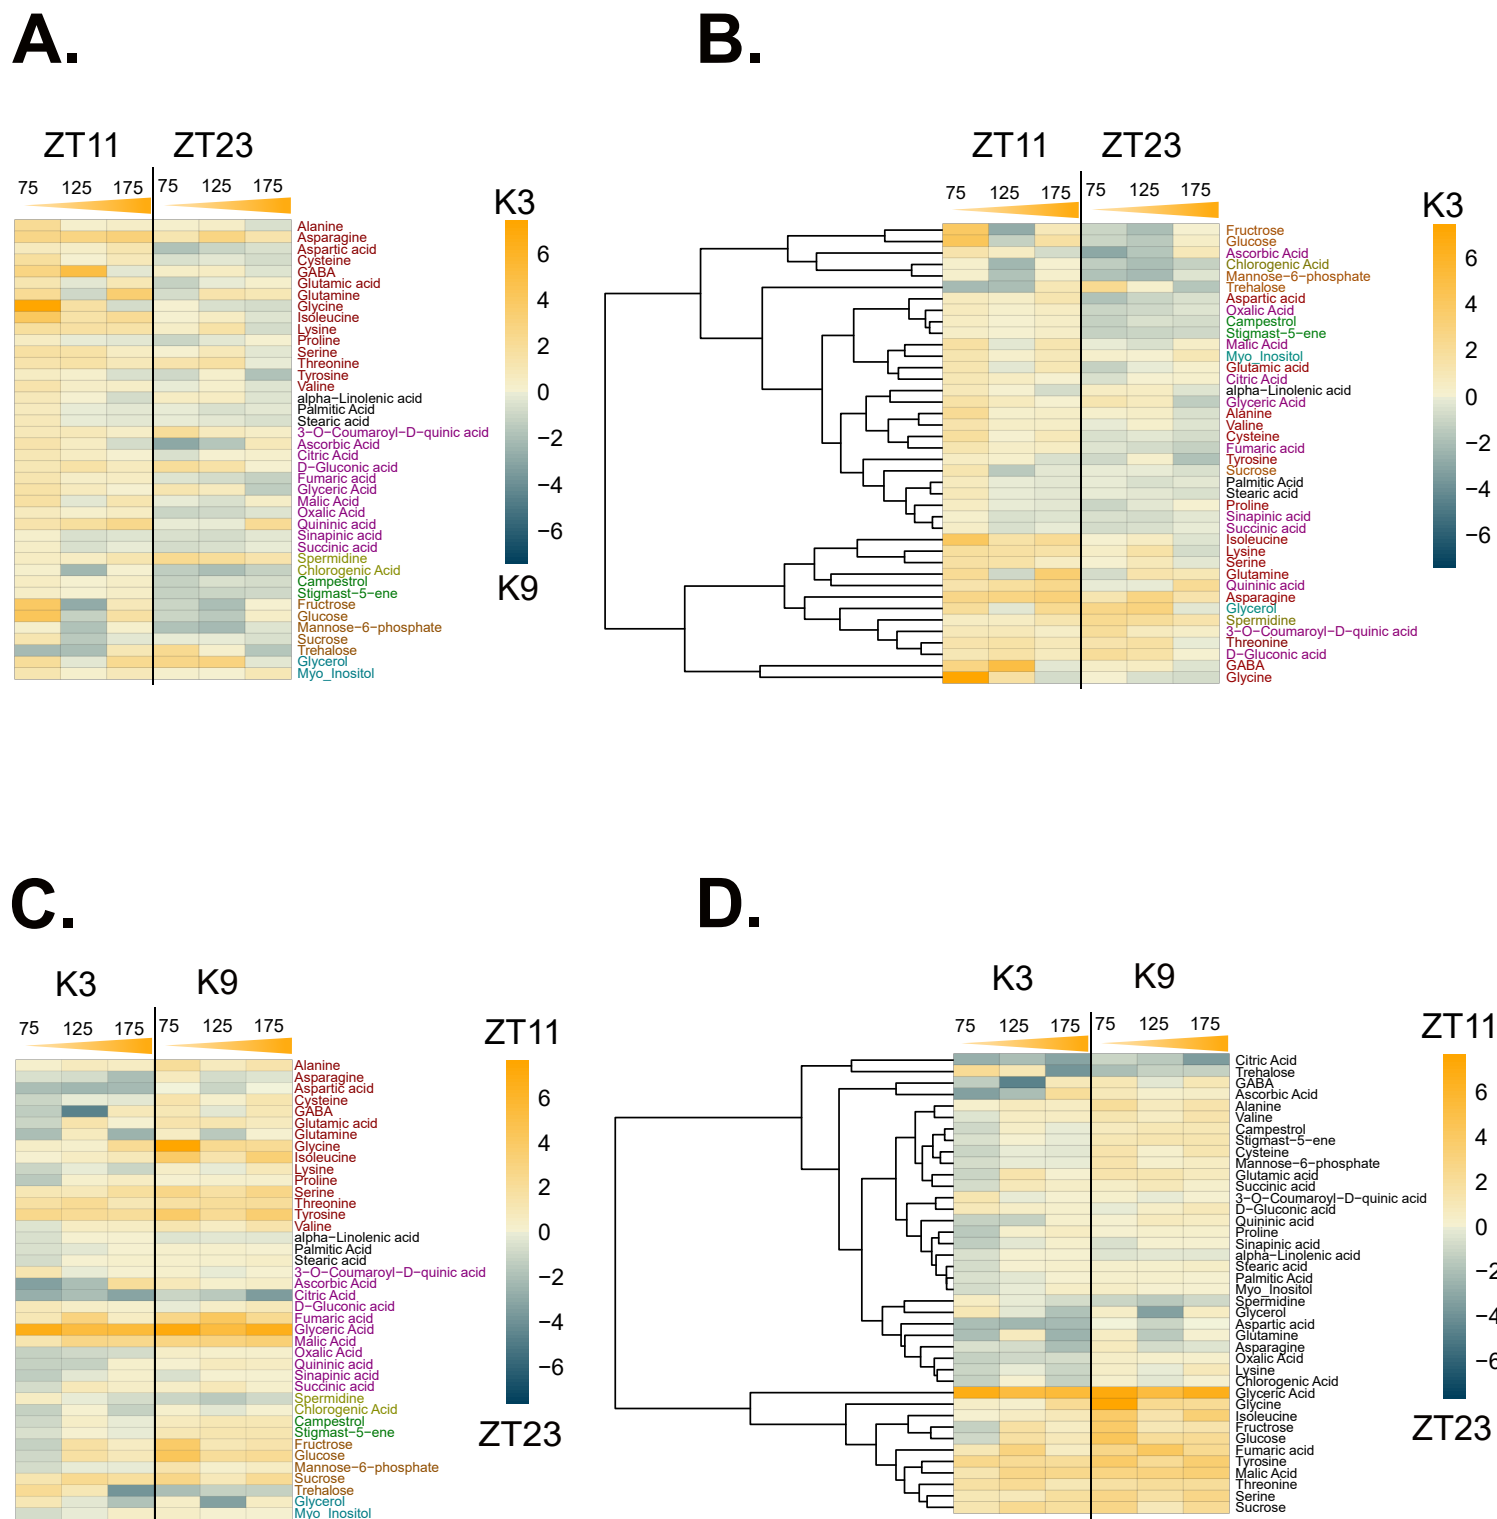 A.
ZT11 ZT23
75 125 175 75 125 175
K3
6
4
2
0
−2
−4
−6
K9
Alanine
Asparagine
Aspartic acid
Cysteine
GABA
Glutamic acid
Glutamine
Glycine
Isoleucine
Lysine
Proline
Serine
Threonine
Tyrosine
Valine
alpha−Linolenic acid
Palmitic Acid
Stearic acid
3−O−Coumaroyl−D−quinic acid
Ascorbic Acid
Citric Acid
D−Gluconic acid
Fumaric acid
Glyceric Acid
Malic Acid
Oxalic Acid
Quininic acid
Sinapinic acid
Succinic acid
Spermidine
Chlorogenic Acid
Campestrol
Stigmast−5−ene
Fructrose
Glucose
Mannose−6−phosphate
Sucrose
Trehalose
Glycerol
Myo_Inositol
B.
ZT11 ZT23
75 125 175 75 125 175
K3
6
4
2
0
−2
−4
−6
Fructrose
Glucose
Ascorbic Acid
Chlorogenic Acid
Mannose−6−phosphate
Trehalose
Aspartic acid
Oxalic Acid
Campestrol
Stigmast−5−ene
Malic Acid
Myo_Inositol
Glutamic acid
Citric Acid
alpha−Linolenic acid
Glyceric Acid
Alanine
Valine
Cysteine
Fumaric acid
Tyrosine
Sucrose
Palmitic Acid
Stearic acid
Proline
Sinapinic acid
Succinic acid
Isoleucine
Lysine
Serine
Glutamine
Quininic acid
Asparagine
Glycerol
Spermidine
3−O−Coumaroyl−D−quinic acid
Threonine
D−Gluconic acid
GABA
Glycine
C.
K3 K9
75 125 175 75 125 175
ZT11
6
4
2
0
−2
−4
−6
ZT23
Alanine
Asparagine
Aspartic acid
Cysteine
GABA
Glutamic acid
Glutamine
Glycine
Isoleucine
Lysine
Proline
Serine
Threonine
Tyrosine
Valine
alpha−Linolenic acid
Palmitic Acid
Stearic acid
3−O−Coumaroyl−D−quinic acid
Ascorbic Acid
Citric Acid
D−Gluconic acid
Fumaric acid
Glyceric Acid
Malic Acid
Oxalic Acid
Quininic acid
Sinapinic acid
Succinic acid
Spermidine
Chlorogenic Acid
Campestrol
Stigmast−5−ene
Fructrose
Glucose
Mannose−6−phosphate
Sucrose
Trehalose
Glycerol
Myo_Inositol
D.
K3 K9
75 125 175 75 125 175
ZT11
6
4
2
0
−2
−4
−6
ZT23
Citric Acid
Trehalose
GABA
Ascorbic Acid
Alanine
Valine
Campestrol
Stigmast−5−ene
Cysteine
Mannose−6−phosphate
Glutamic acid
Succinic acid
3−O−Coumaroyl−D−quinic acid
D−Gluconic acid
Quininic acid
Proline
Sinapinic acid
alpha−Linolenic acid
Stearic acid
Palmitic Acid
Myo_Inositol
Spermidine
Glycerol
Aspartic acid
Glutamine
Asparagine
Oxalic Acid
Lysine
Chlorogenic Acid
Glyceric Acid
Glycine
Isoleucine
Fructrose
Glucose
Fumaric acid
Tyrosine
Malic Acid
Threonine
Serine
Sucrose